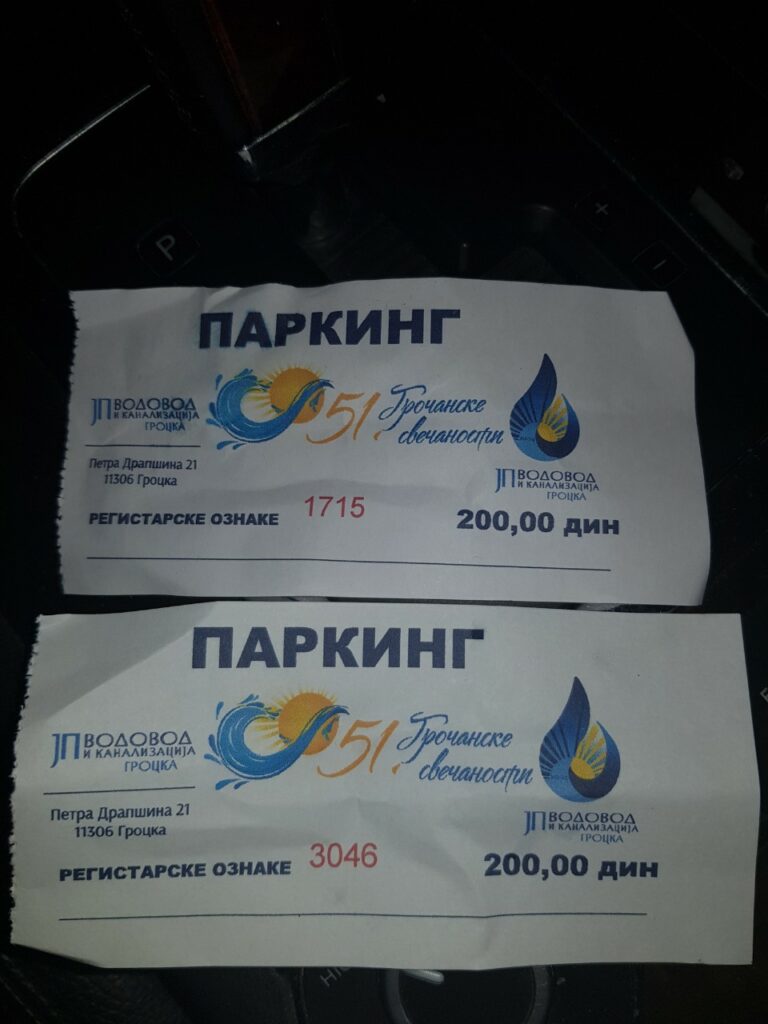 P
+
-
ПАРКИНГ
ЈП ВОДОВОД
И КАНАЛИЗАЦИЈА
ГРОЦКА
51. Грочанске
свечаности
Петра Драпшина 21
11306 Гроцка
ЈП ВОДОВОД
И КАНАЛИЗАЦИЈА
ГРОЦКА
РЕГИСТАРСКЕ ОЗНАКЕ 1715 200,00 дин
ПАРКИНГ
ЈП ВОДОВОД
И КАНАЛИЗАЦИЈА
ГРОЦКА
51. Грочанске
свечаности
Петра Драпшина 21
11306 Гроцка
ЈП ВОДОВОД
И КАНАЛИЗАЦИЈА
ГРОЦКА
РЕГИСТАРСКЕ ОЗНАКЕ 3046 200,00 дин